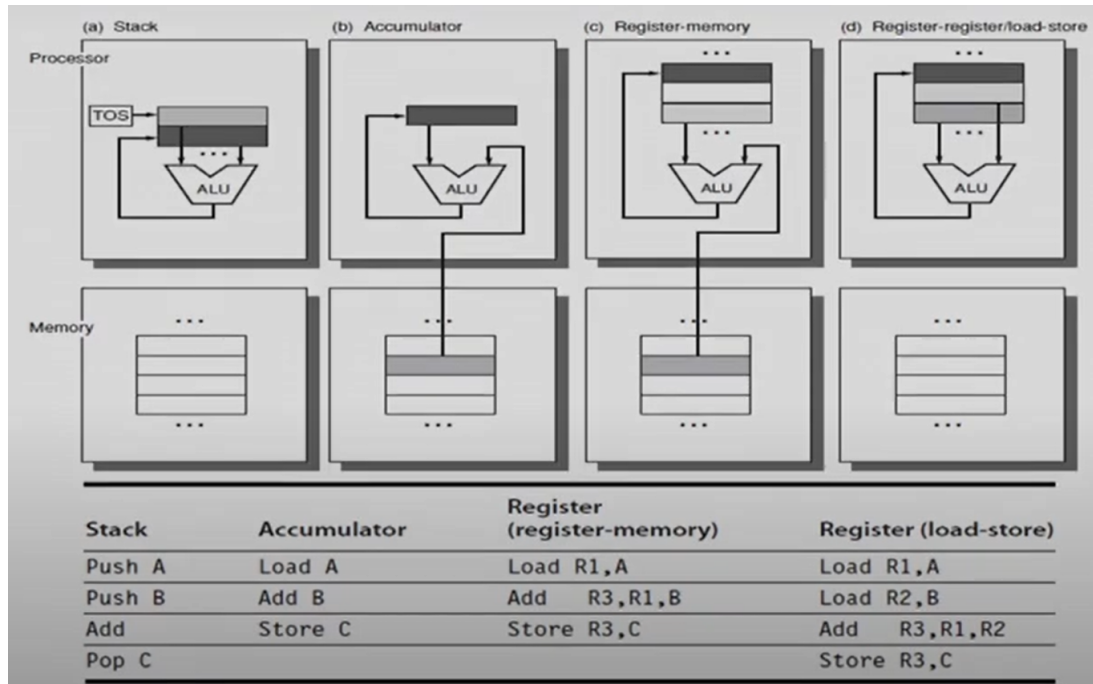 (a) Stack (b) Accumulator (c) Register-memory (d) Register-register/load-store
Processor
...
TOS
...
ALU
ALU
...
...
ALU
...
ALU
Memory
... ... ... ...
... ... ... ...
Stack Accumulator Register (register-memory) Register (load-store)
Push A Load A Load R1,A Load R1,A
Push B Add B Add R3,R1,B Load R2,B
Add Store C Store R3,C Add R3,R1,R2
Pop C Store R3,C